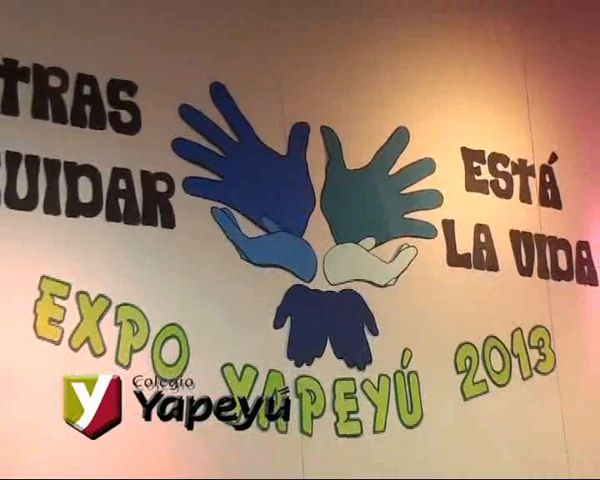 TRAS
CUIDAR
ESTÁ
LA VIDA
EXPO YAPEYÚ 2013
Colegio
Yapeyú